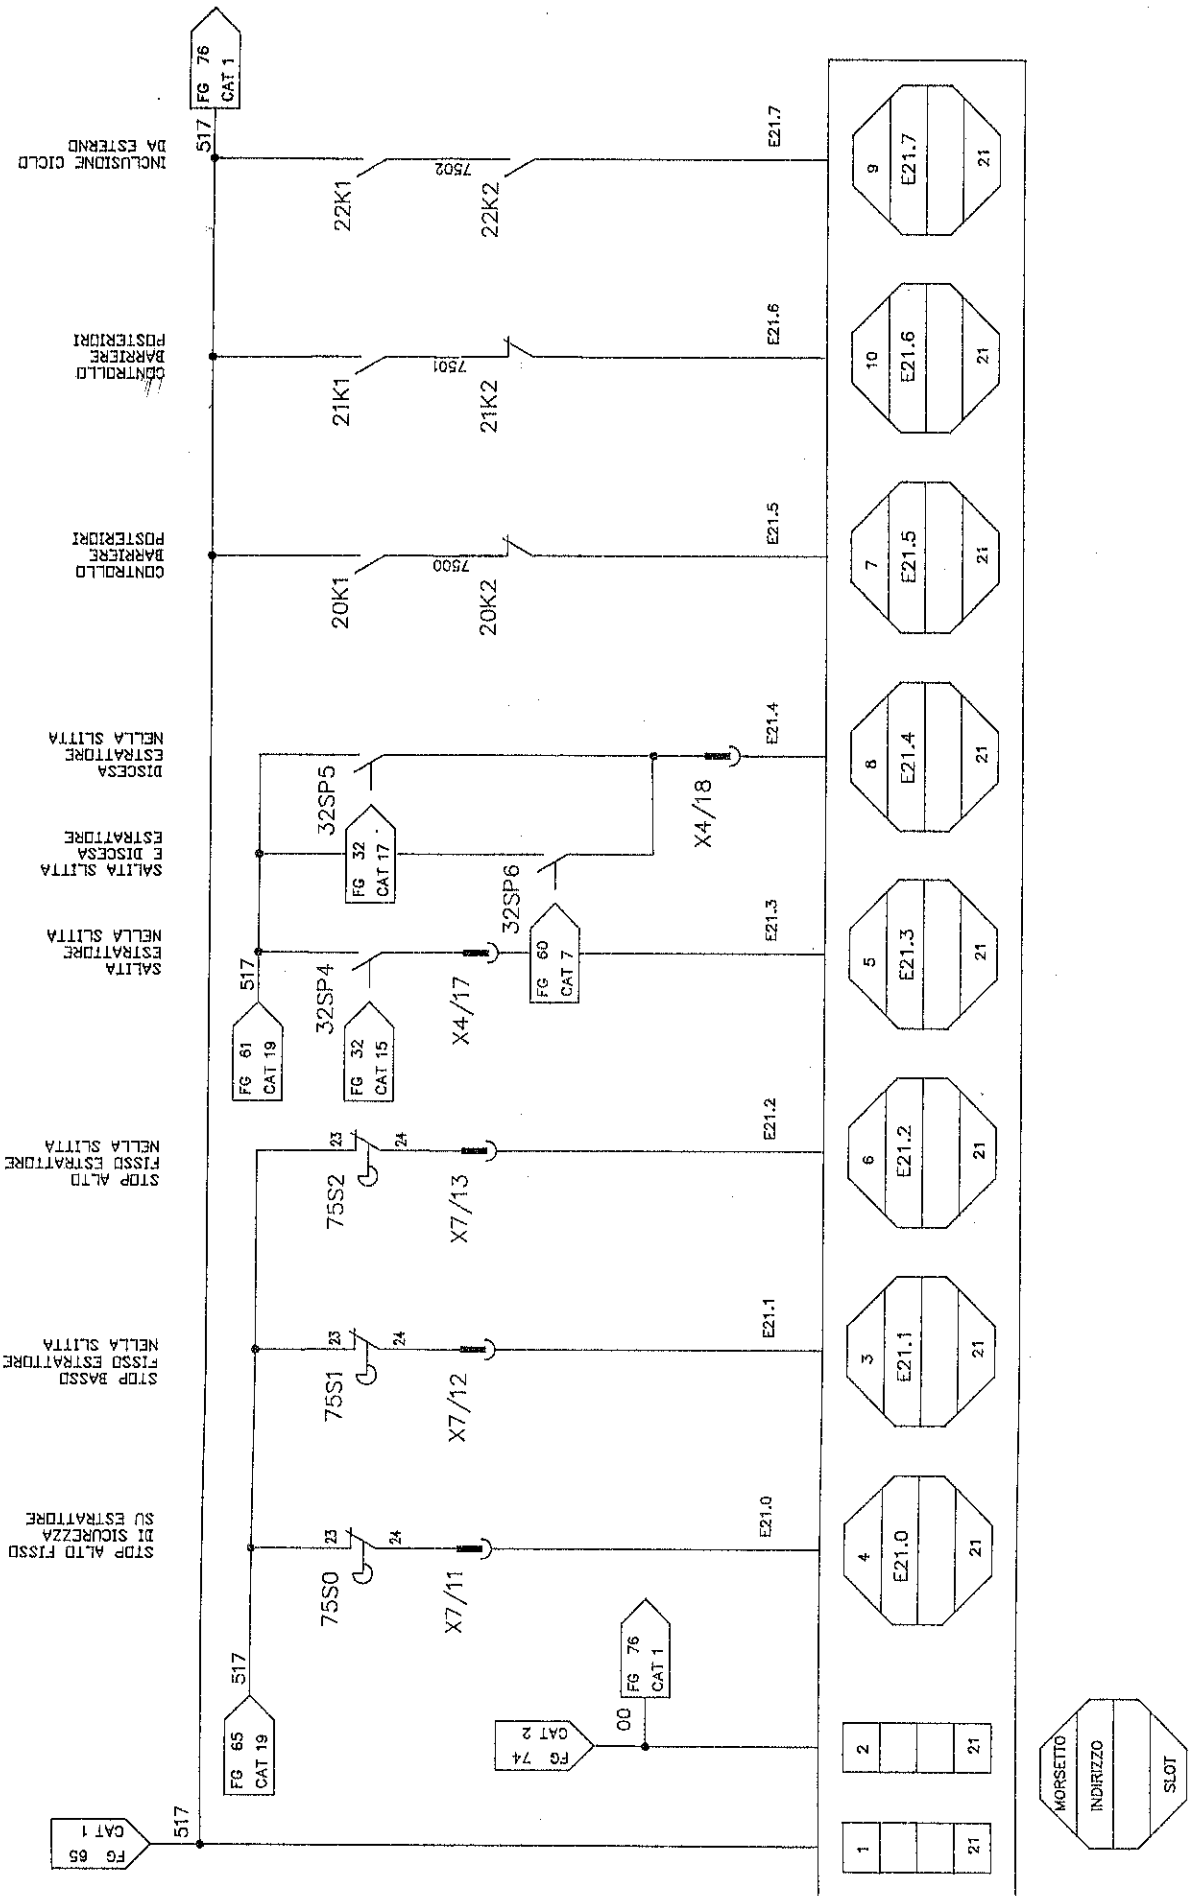 INCLUSIONE CICLO
DA ESTERNO
CONTROLLO
BARRIERE
POSTERIORI
CONTROLLO
BARRIERE
POSTERIORI
DISCESA
ESTRATTORE
NELLA SLITTA
SALITA SLITTA
E DISCESA
ESTRATTORE
SALITA
ESTRATTORE
NELLA SLITTA
STOP ALTO
FISSO ESTRATTORE
NELLA SLITTA
STOP BASSO
FISSO ESTRATTORE
NELLA SLITTA
STOP ALTO FISSO
DI SICUREZZA
SU ESTRATTORE
FG 76
CAT 1
517
22K1
7502
22K2
E21.7
9
E21.7
21
21K1
7501
21K2
E21.6
10
E21.6
21
20K1
7500
20K2
E21.5
7
E21.5
21
32SP5
FG 32
CAT 17
32SP6
FG 60
CAT 7
X4/18
E21.4
8
E21.4
21
517
FG 61
CAT 19
32SP4
FG 32
CAT 15
X4/17
E21.3
5
E21.3
21
75S2
23
24
X7/13
E21.2
6
E21.2
21
75S1
23
24
X7/12
E21.1
3
E21.1
21
75S0
23
24
X7/11
E21.0
4
E21.0
21
517
FG 65
CAT 19
FG 74
CAT 2
00
FG 76
CAT 1
2
21
FG 65
CAT 1
517
1
21
MORSETTO
INDIRIZZO
SLOT